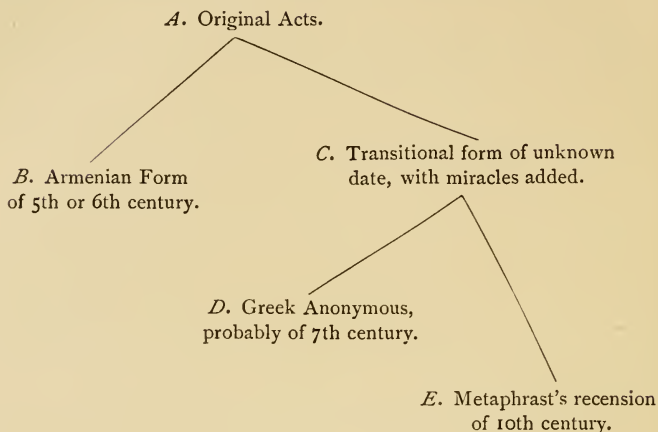 A. Original Acts.
B. Armenian Form
of 5th or 6th century.
C. Transitional form of unknown
date, with miracles added.
D. Greek Anonymous,
probably of 7th century.
E. Metaphrast's recension
of 10th century.